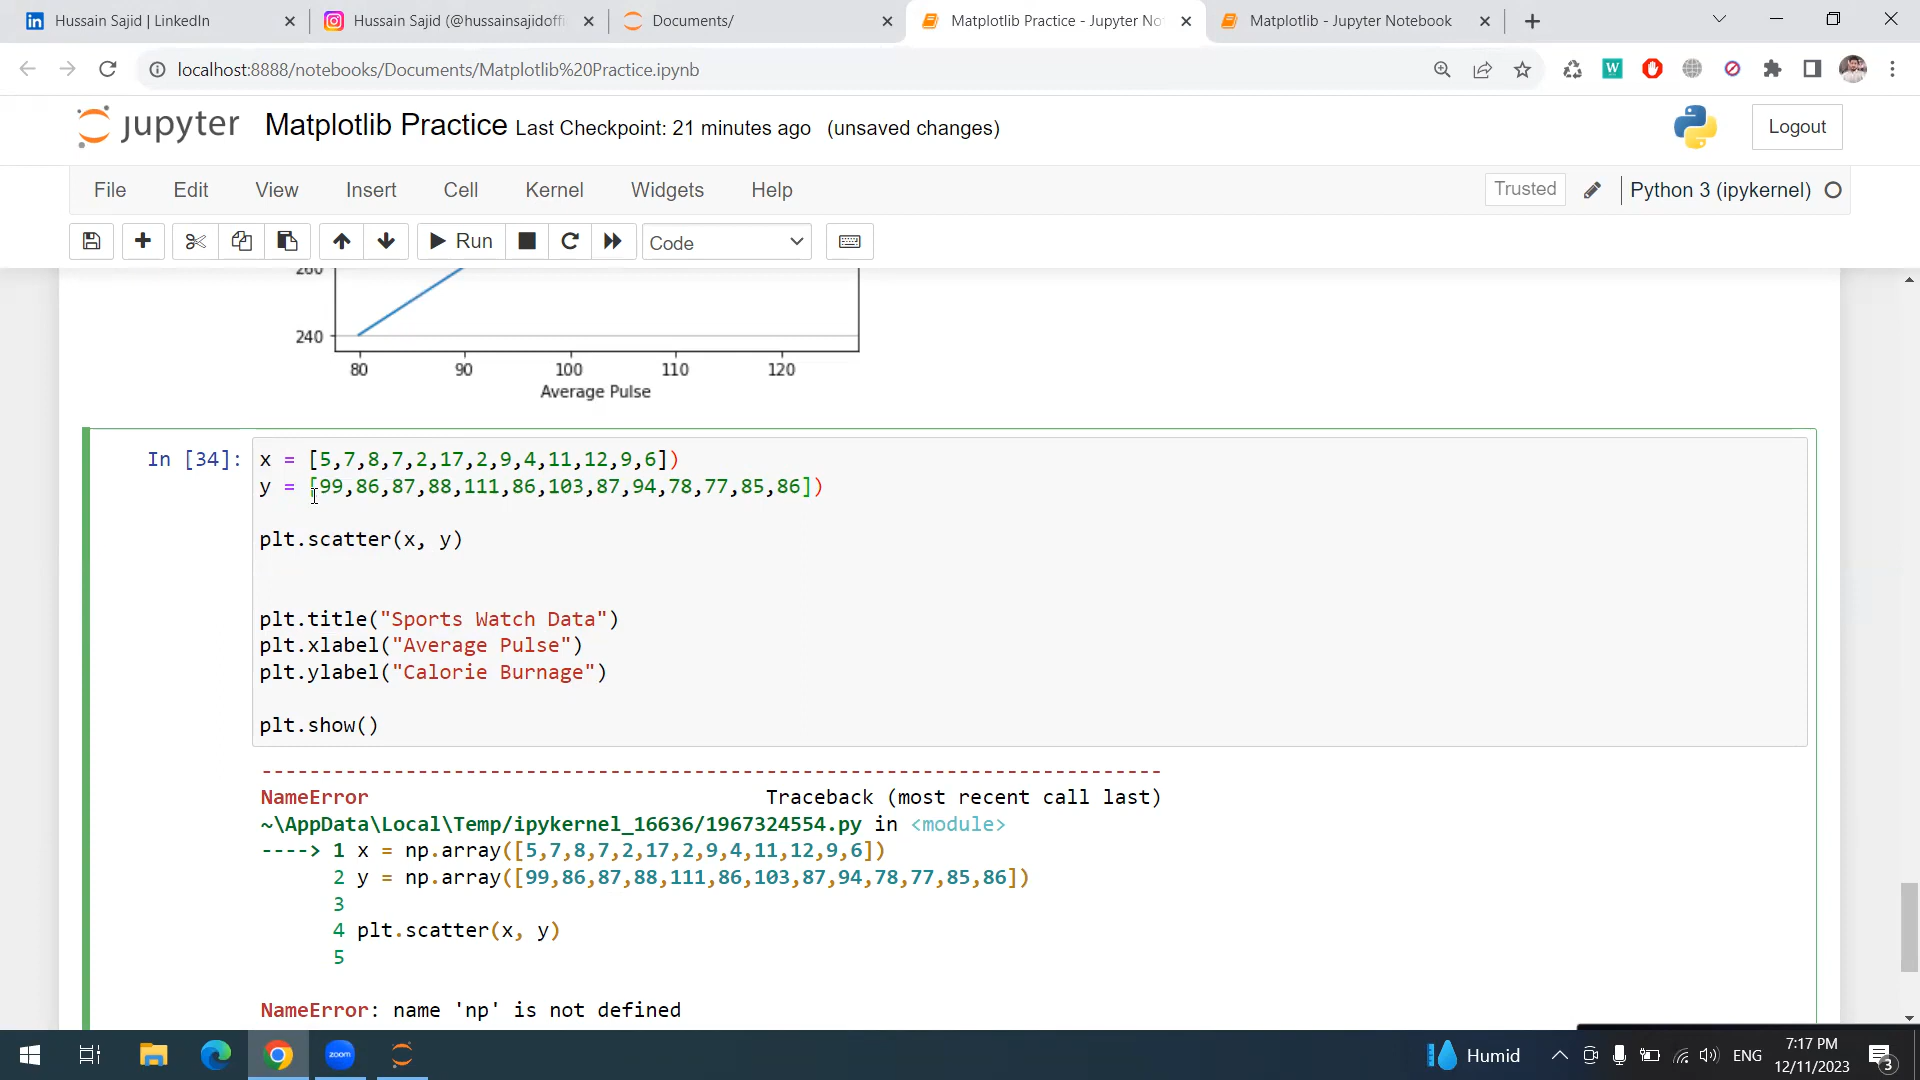 Hussain Sajid | LinkedIn
Hussain Sajid (@hussainsajidoffi
Documents/
Matplotlib Practice - Jupyter No
Matplotlib - Jupyter Notebook
localhost:8888/notebooks/Documents/Matplotlib%20Practice.ipynb
jupyter Matplotlib Practice Last Checkpoint: 21 minutes ago (unsaved changes)
Logout
File Edit View Insert Cell Kernel Widgets Help
Trusted
Python 3 (ipykernel)
Run
Code
260
240
80 90 100 110 120
Average Pulse
In [34]: x = [5,7,8,7,2,17,2,9,4,11,12,9,6])
y = [99,86,87,88,111,86,103,87,94,78,77,85,86])
plt.scatter(x, y)
plt.title("Sports Watch Data")
plt.xlabel("Average Pulse")
plt.ylabel("Calorie Burnage")
plt.show()
---------------------------------------------------------------------------
NameError Traceback (most recent call last)
~\AppData\Local\Temp/ipykernel_16636/1967324554.py in <module>
----> 1 x = np.array([5,7,8,7,2,17,2,9,4,11,12,9,6])
2 y = np.array([99,86,87,88,111,86,103,87,94,78,77,85,86])
3
4 plt.scatter(x, y)
5
NameError: name 'np' is not defined
zoom
Humid
ENG
7:17 PM
12/11/2023
3